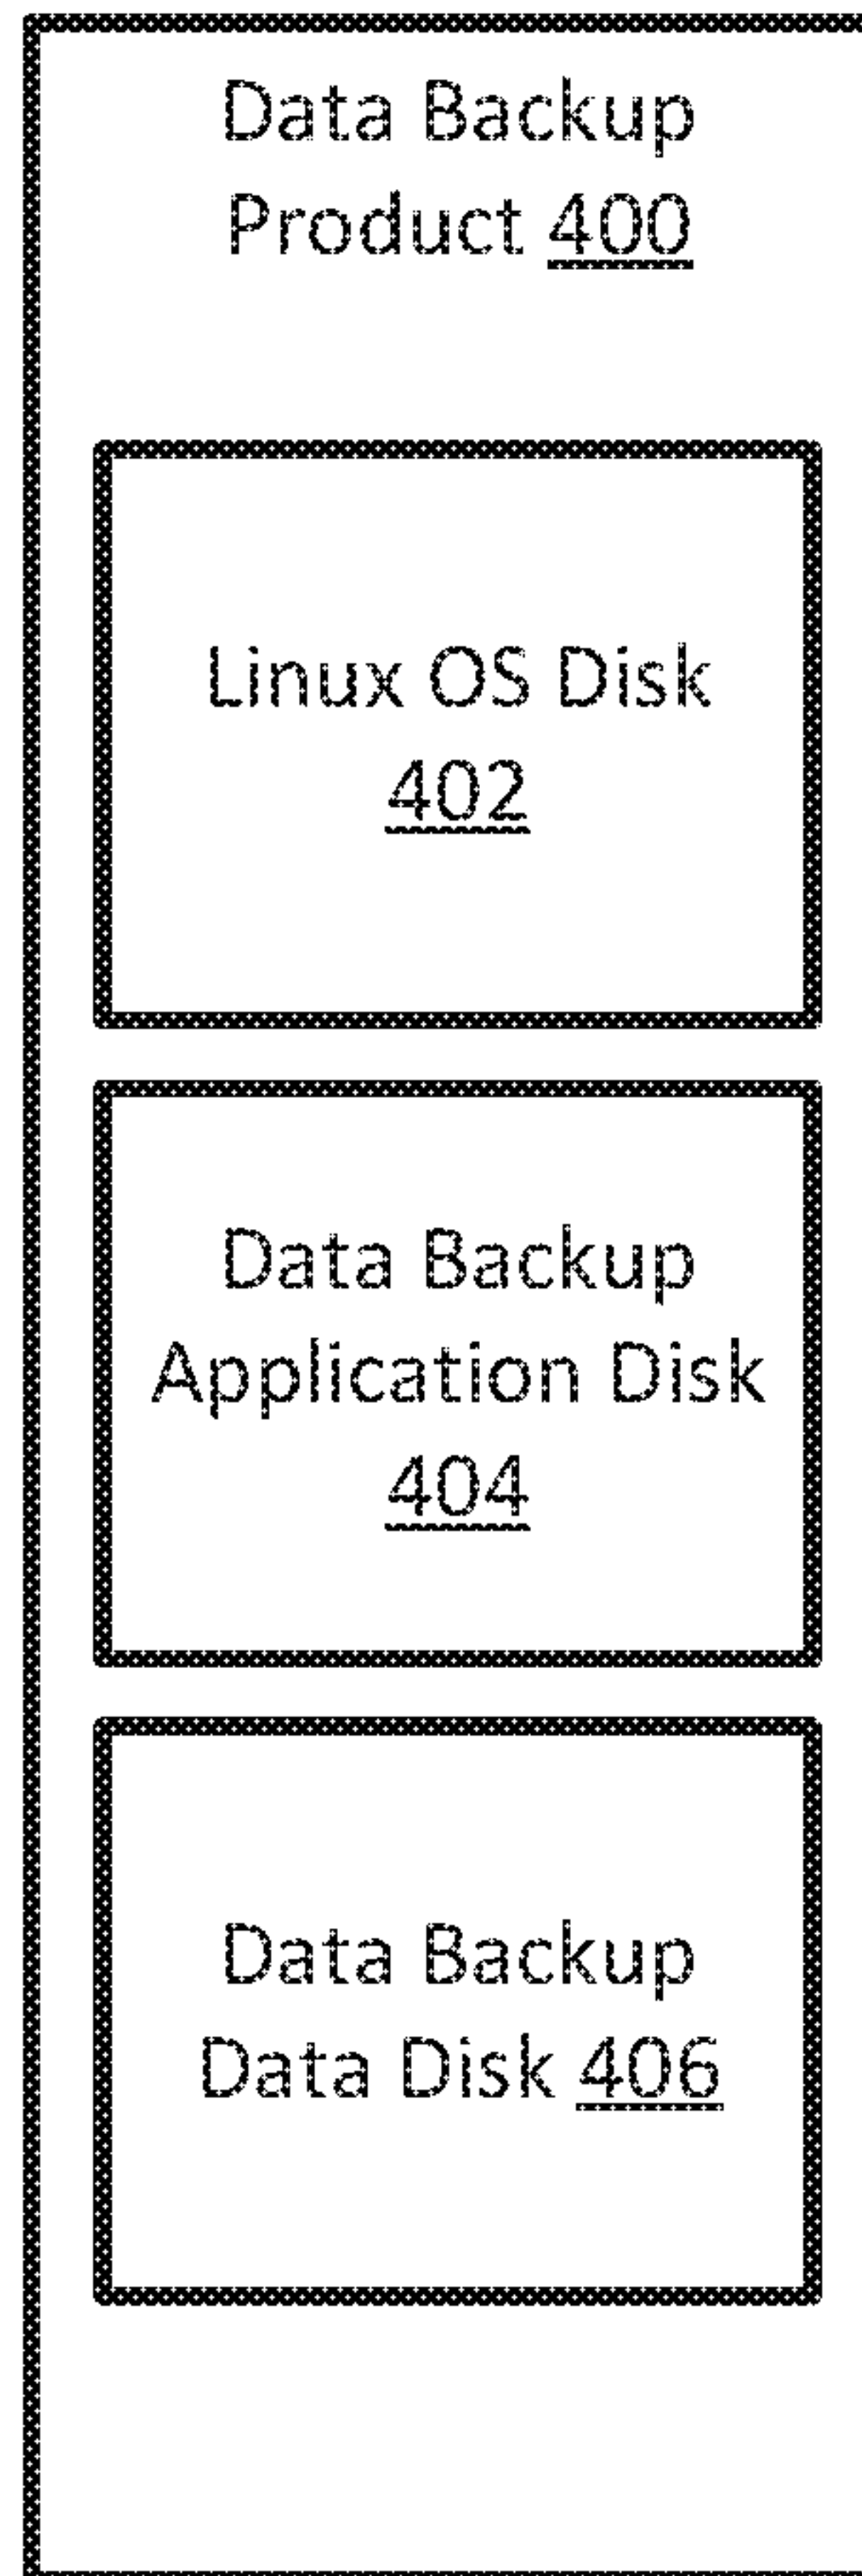 Data Backup
Product 400
Linux OS Disk
402
Data Backup
Application Disk
404
Data Backup
Data Disk 406